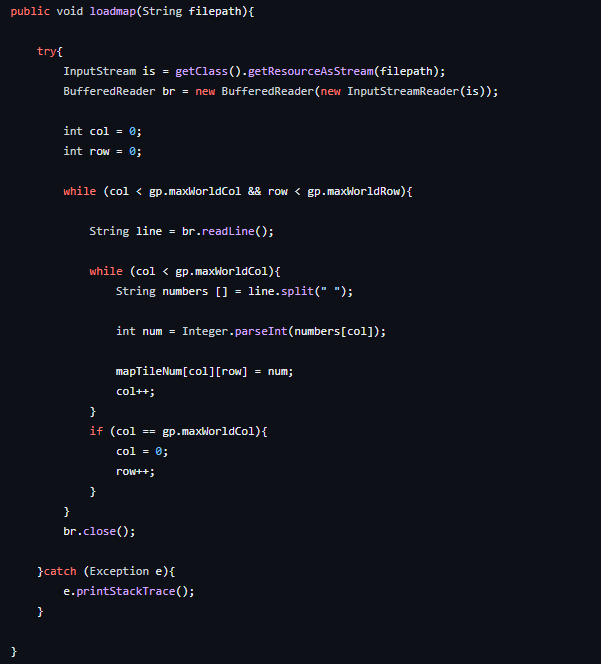 public void loadmap(String filepath){
try{
InputStream is = getClass().getResourceAsStream(filepath);
BufferedReader br = new BufferedReader(new InputStreamReader(is));
int col = 0;
int row = 0;
while (col < gp.maxWorldCol && row < gp.maxWorldRow){
String line = br.readLine();
while (col < gp.maxWorldCol){
String numbers [] = line.split(" ");
int num = Integer.parseInt(numbers[col]);
mapTileNum[col][row] = num;
col++;
}
if (col == gp.maxWorldCol){
col = 0;
row++;
}
}
br.close();
}catch (Exception e){
e.printStackTrace();
}
}